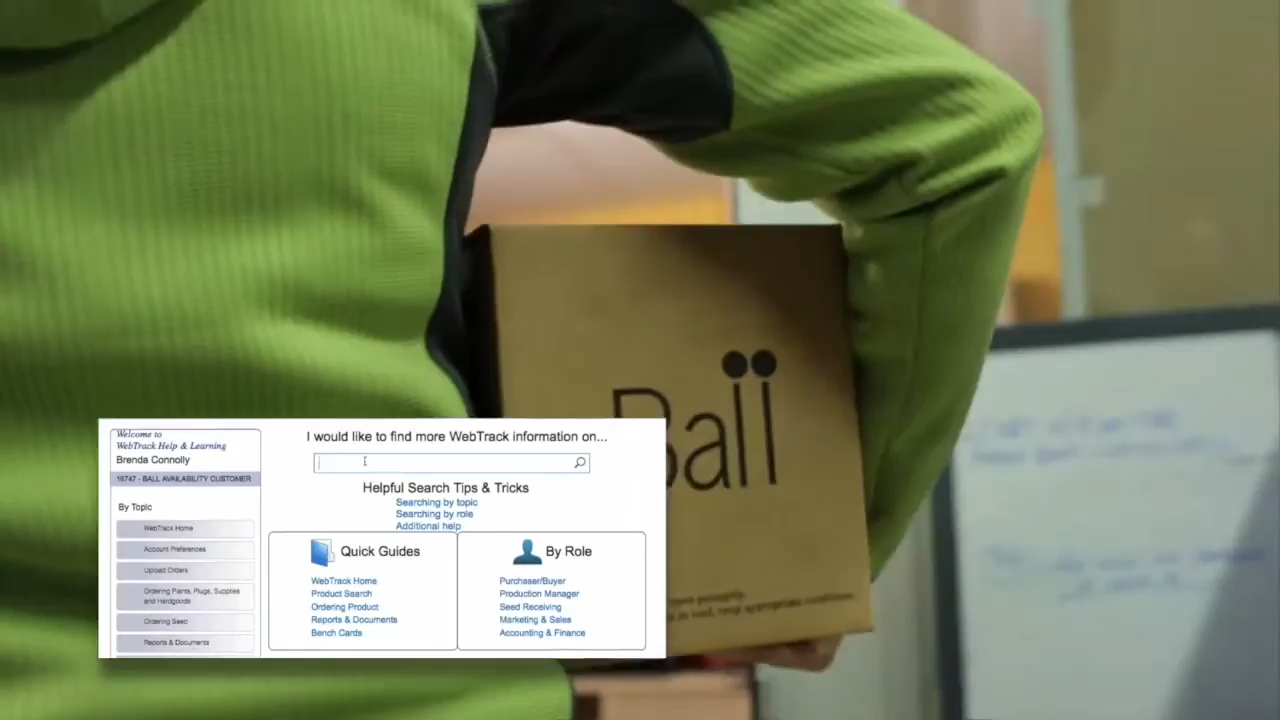 Ball
Welcome to
WebTrack Help & Learning
Brenda Connolly
16747 - BALL AVAILABILITY CUSTOMER
By Topic
WebTrack Home
Account Preferences
Upload Orders
Ordering Plants, Plugs, Supplies
and Hardgoods
Ordering Seed
Reports & Documents
I would like to find more WebTrack information on...
Helpful Search Tips & Tricks
Searching by topic
Searching by role
Additional help
Quick Guides
WebTrack Home
Product Search
Ordering Product
Reports & Documents
Bench Cards
By Role
Purchaser/Buyer
Production Manager
Seed Receiving
Marketing & Sales
Accounting & Finance